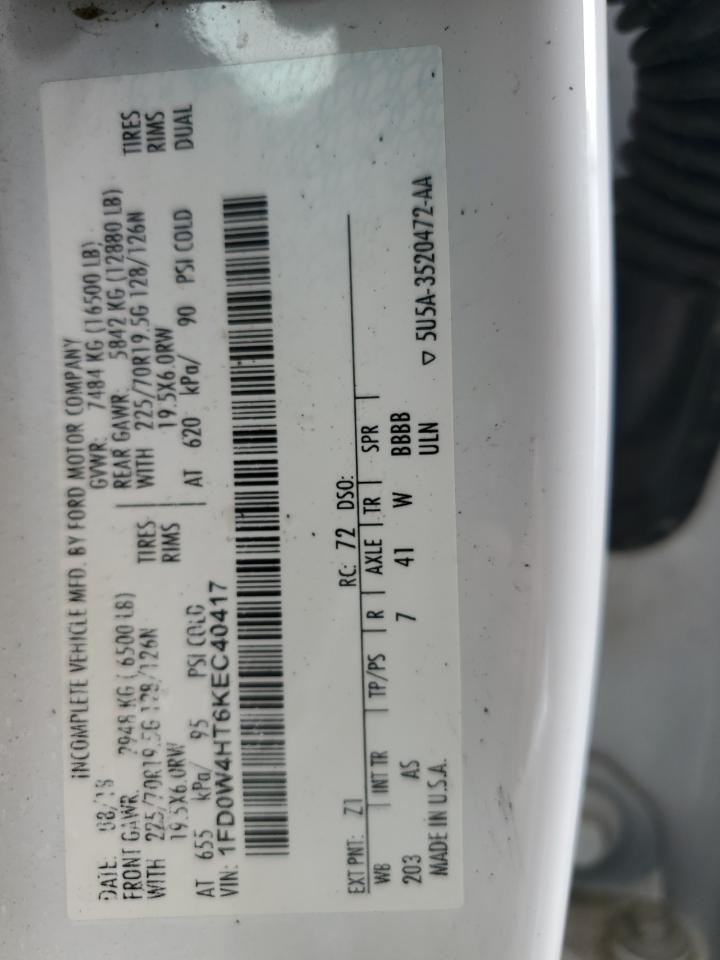 INCOMPLETE VEHICLE MFD. BY FORD MOTOR COMPANY
DATE: 08/18 GVWR: 7484 KG (16500 LB)
FRONT GAWR: 2948 KG (6500 LB) REAR GAWR: 5842 KG (12880 LB)
WITH 225/70R19.5G 128/126N TIRES WITH 225/70R19.5G 128/126N TIRES
19.5X6.0RW RIMS 19.5X6.0RW RIMS
AT 655 kPa/ 95 PSI COLD AT 620 kPa/ 90 PSI COLD DUAL
VIN: 1FD0W4HT6KEC40417
EXT PNT: Z1 RC: 72 DSO:
WB INT TR TP/PS R AXLE TR SPR
203 AS 7 41 W BBBB
MADE IN U.S.A. ULN ▽ 5U5A-3520472-AA